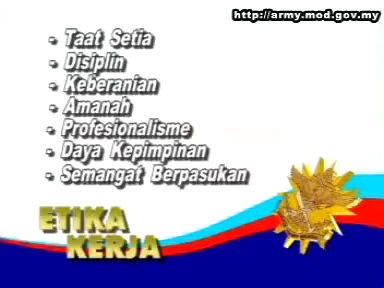 http://army.mod.gov.my
- Taat Setia
- Disiplin
- Keberanian
- Amanah
- Profesionalisme
- Daya Kepimpinan
- Semangat Berpasukan
ETIKA
KERJA